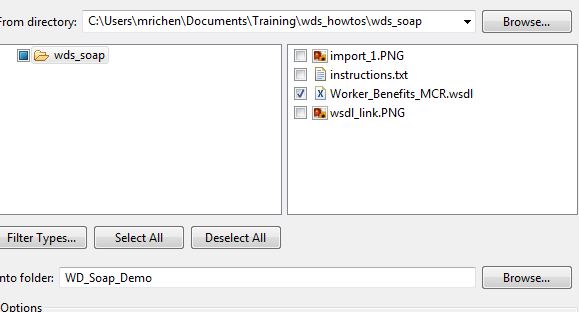 From directory: C:\Users\mrichen\Documents\Training\wds_howtos\wds_soap Browse...
wds_soap
import_1.PNG
instructions.txt
Worker_Benefits_MCR.wsdl
wsdl_link.PNG
Filter Types... Select All Deselect All
nto folder: WD_Soap_Demo Browse...
Options